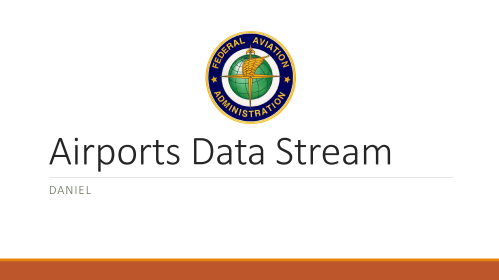 FEDERAL AVIATION
ADMINISTRATION
Airports Data Stream
DANIEL